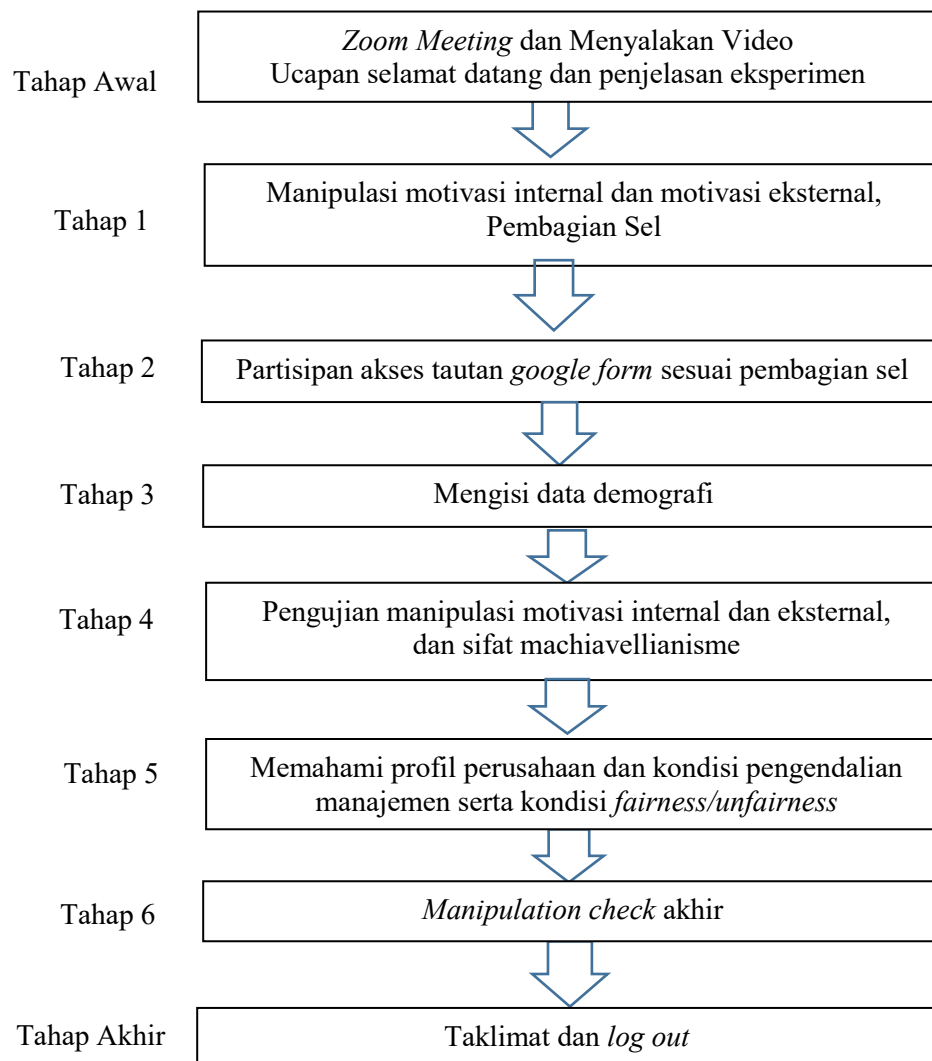 Tahap Awal
Zoom Meeting dan Menyalakan Video
Ucapan selamat datang dan penjelasan eksperimen
Tahap 1
Manipulasi motivasi internal dan motivasi eksternal,
Pembagian Sel
Tahap 2
Partisipan akses tautan google form sesuai pembagian sel
Tahap 3
Mengisi data demografi
Tahap 4
Pengujian manipulasi motivasi internal dan eksternal,
dan sifat machiavellianisme
Tahap 5
Memahami profil perusahaan dan kondisi pengendalian
manajemen serta kondisi fairness/unfairness
Tahap 6
Manipulation check akhir
Tahap Akhir
Taklimat dan log out